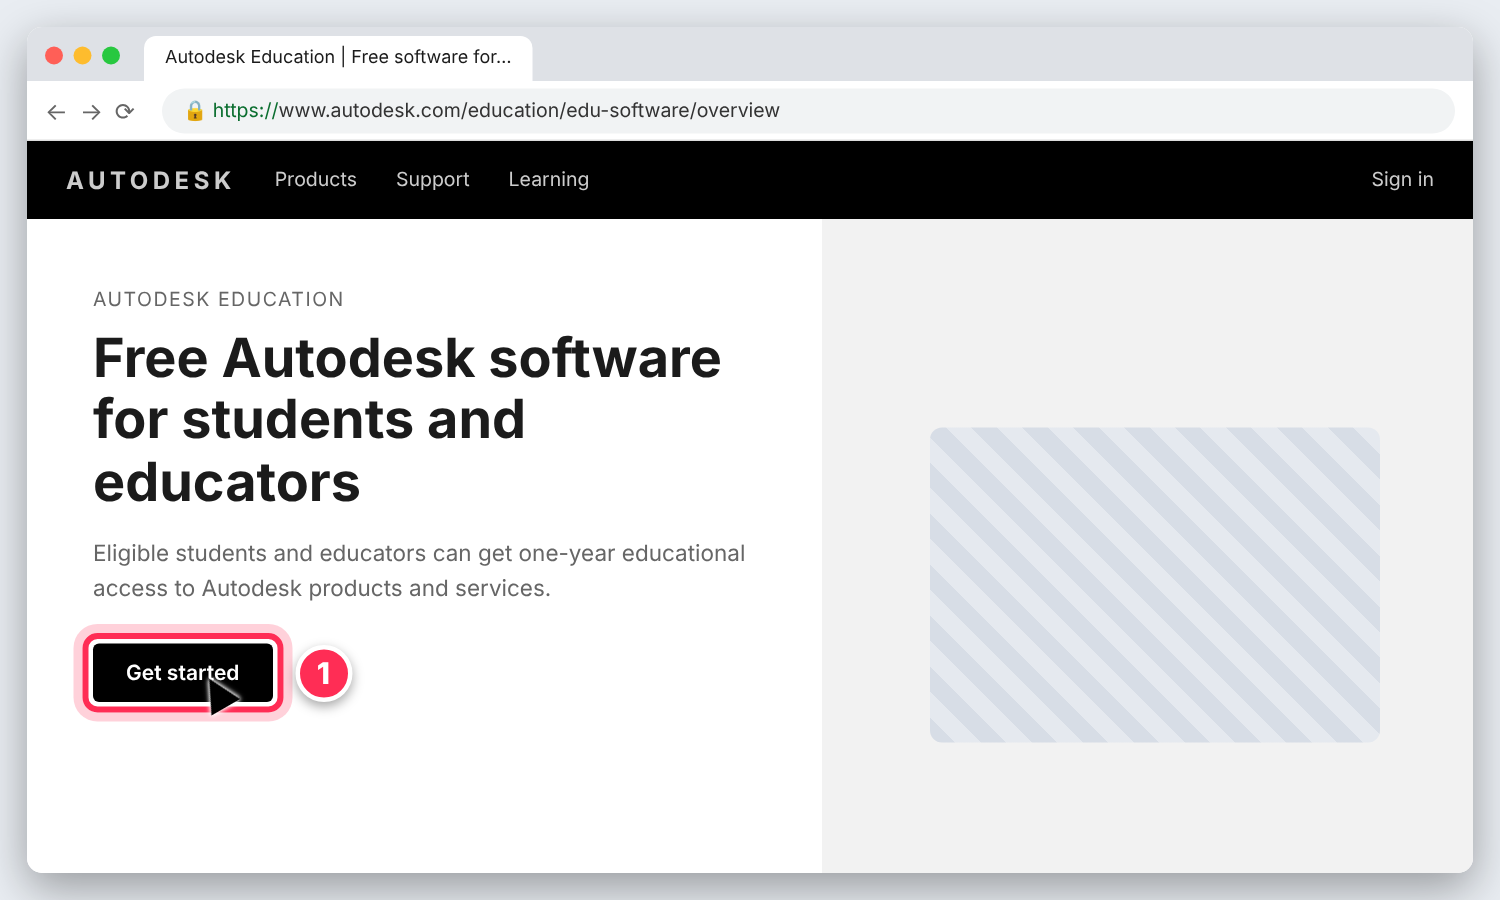 Autodesk Education | Free software for...
https://www.autodesk.com/education/edu-software/overview
AUTODESK Products Support Learning Sign in
AUTODESK EDUCATION
Free Autodesk software
for students and
educators
Eligible students and educators can get one-year educational
access to Autodesk products and services.
Get started 1